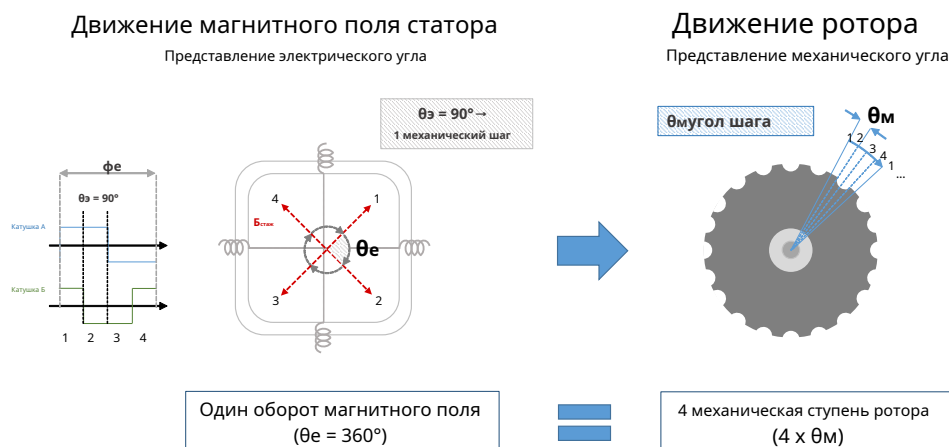 Движение магнитного поля статора
Представление электрического угла
Движение ротора
Представление механического угла
θэ = 90° →
1 механический шаг
θмугол шага
θм
1 2 3 4 1 ...
фе
θэ = 90°
Катушка А
Катушка Б
1 2 3 4
4 1
Бстаж
θе
3 2
Один оборот магнитного поля
(θе = 360°)
4 механическая ступень ротора
(4 x θм)